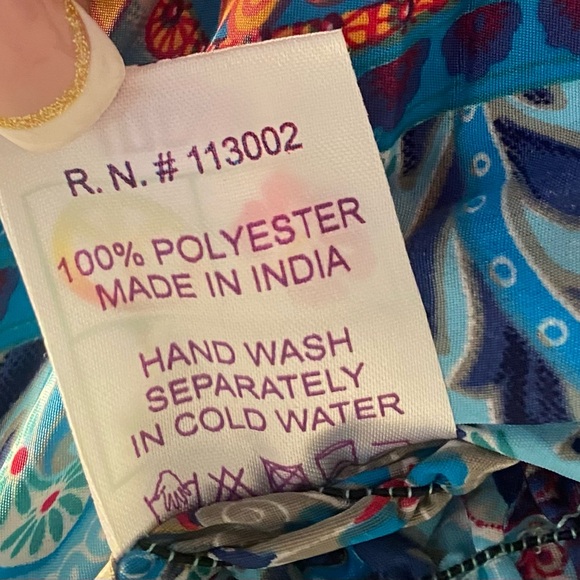 R. N. # 113002
100% POLYESTER
MADE IN INDIA
HAND WASH
SEPARATELY
IN COLD WATER